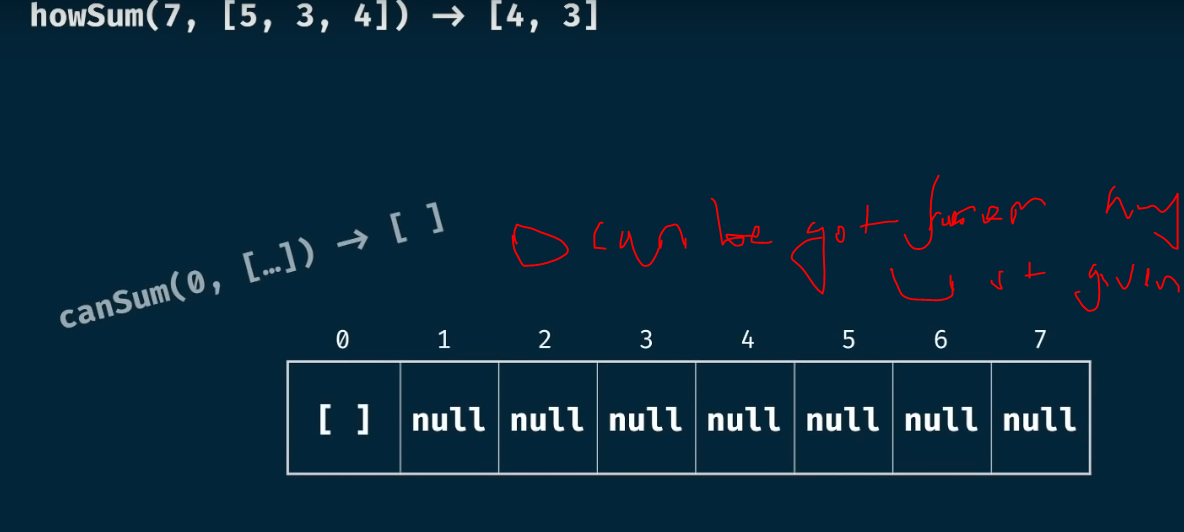 howSum(7, [5, 3, 4]) → [4, 3]
canSum(0, […]) → [ ]
0 can be got from any
list given
0 1 2 3 4 5 6 7
[ ] null null null null null null null